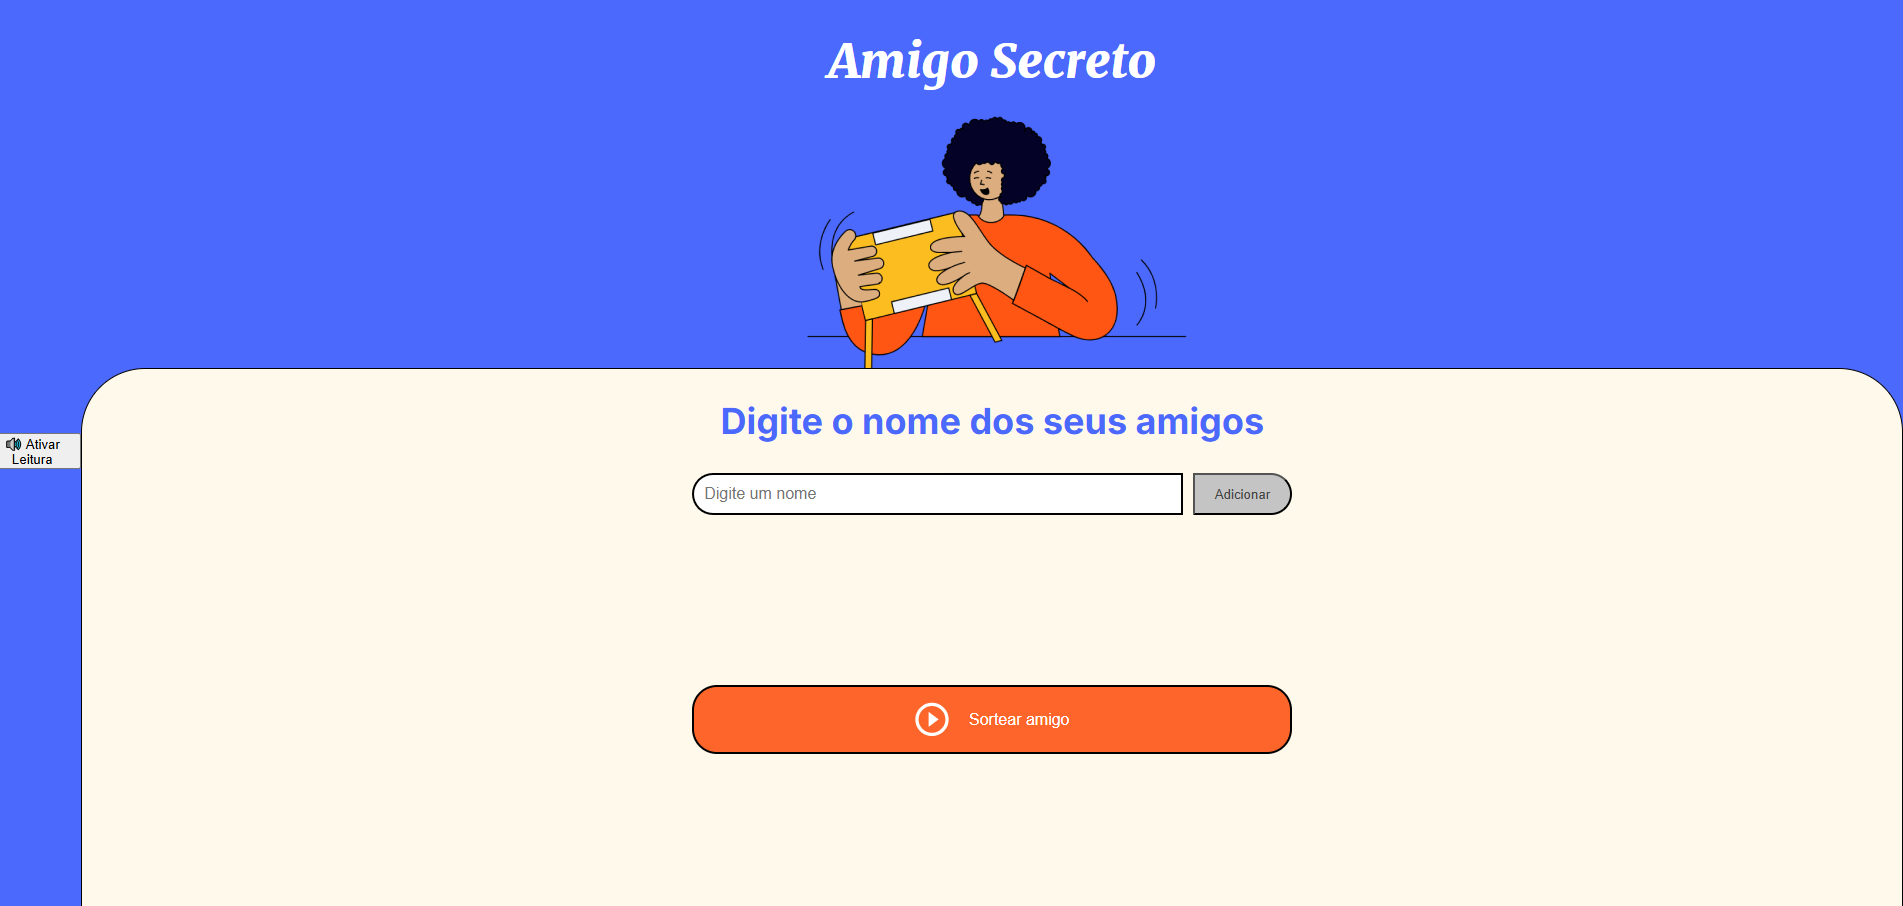 Amigo Secreto
Digite o nome dos seus amigos
🔊 Ativar
Leitura
Digite um nome
Adicionar
Sortear amigo